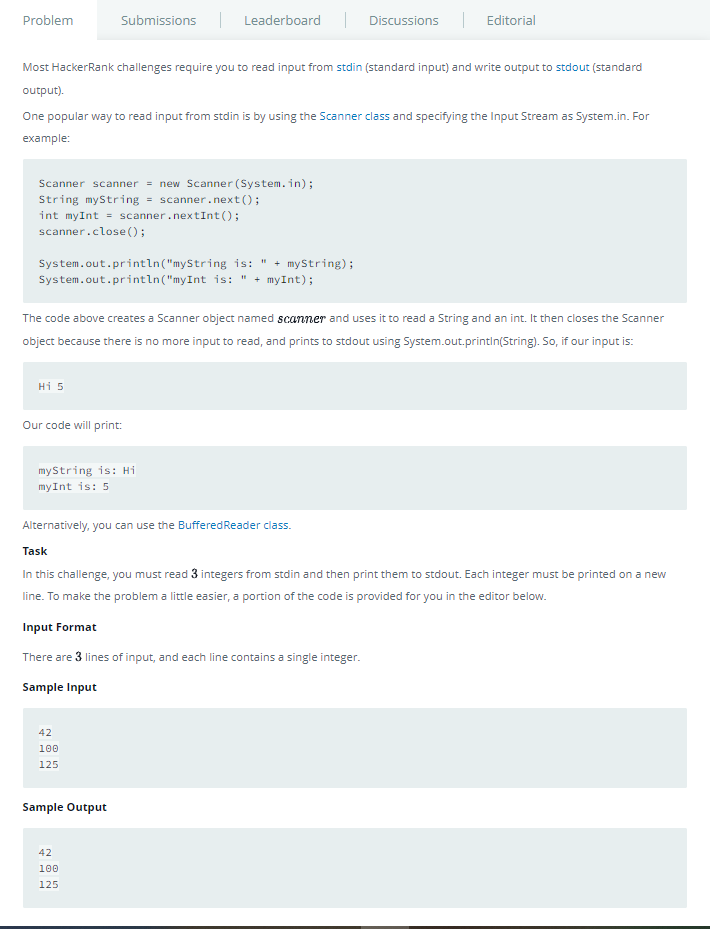 Problem
Submissions
Leaderboard
Discussions
Editorial
Most HackerRank challenges require you to read input from stdin (standard input) and write output to stdout (standard
output).
One popular way to read input from stdin is by using the Scanner class and specifying the Input Stream as System.in. For
example:
Scanner scanner = new Scanner(System.in);
String myString = scanner.next();
int myInt = scanner.nextInt();
scanner.close();
System.out.println("myString is: " + myString);
System.out.println("myInt is: " + myInt);
The code above creates a Scanner object named scanner and uses it to read a String and an int. It then closes the Scanner
object because there is no more input to read, and prints to stdout using System.out.println(String). So, if our input is:
Hi 5
Our code will print:
myString is: Hi
myInt is: 5
Alternatively, you can use the BufferedReader class.
Task
In this challenge, you must read 3 integers from stdin and then print them to stdout. Each integer must be printed on a new
line. To make the problem a little easier, a portion of the code is provided for you in the editor below.
Input Format
There are 3 lines of input, and each line contains a single integer.
Sample Input
42
100
125
Sample Output
42
100
125